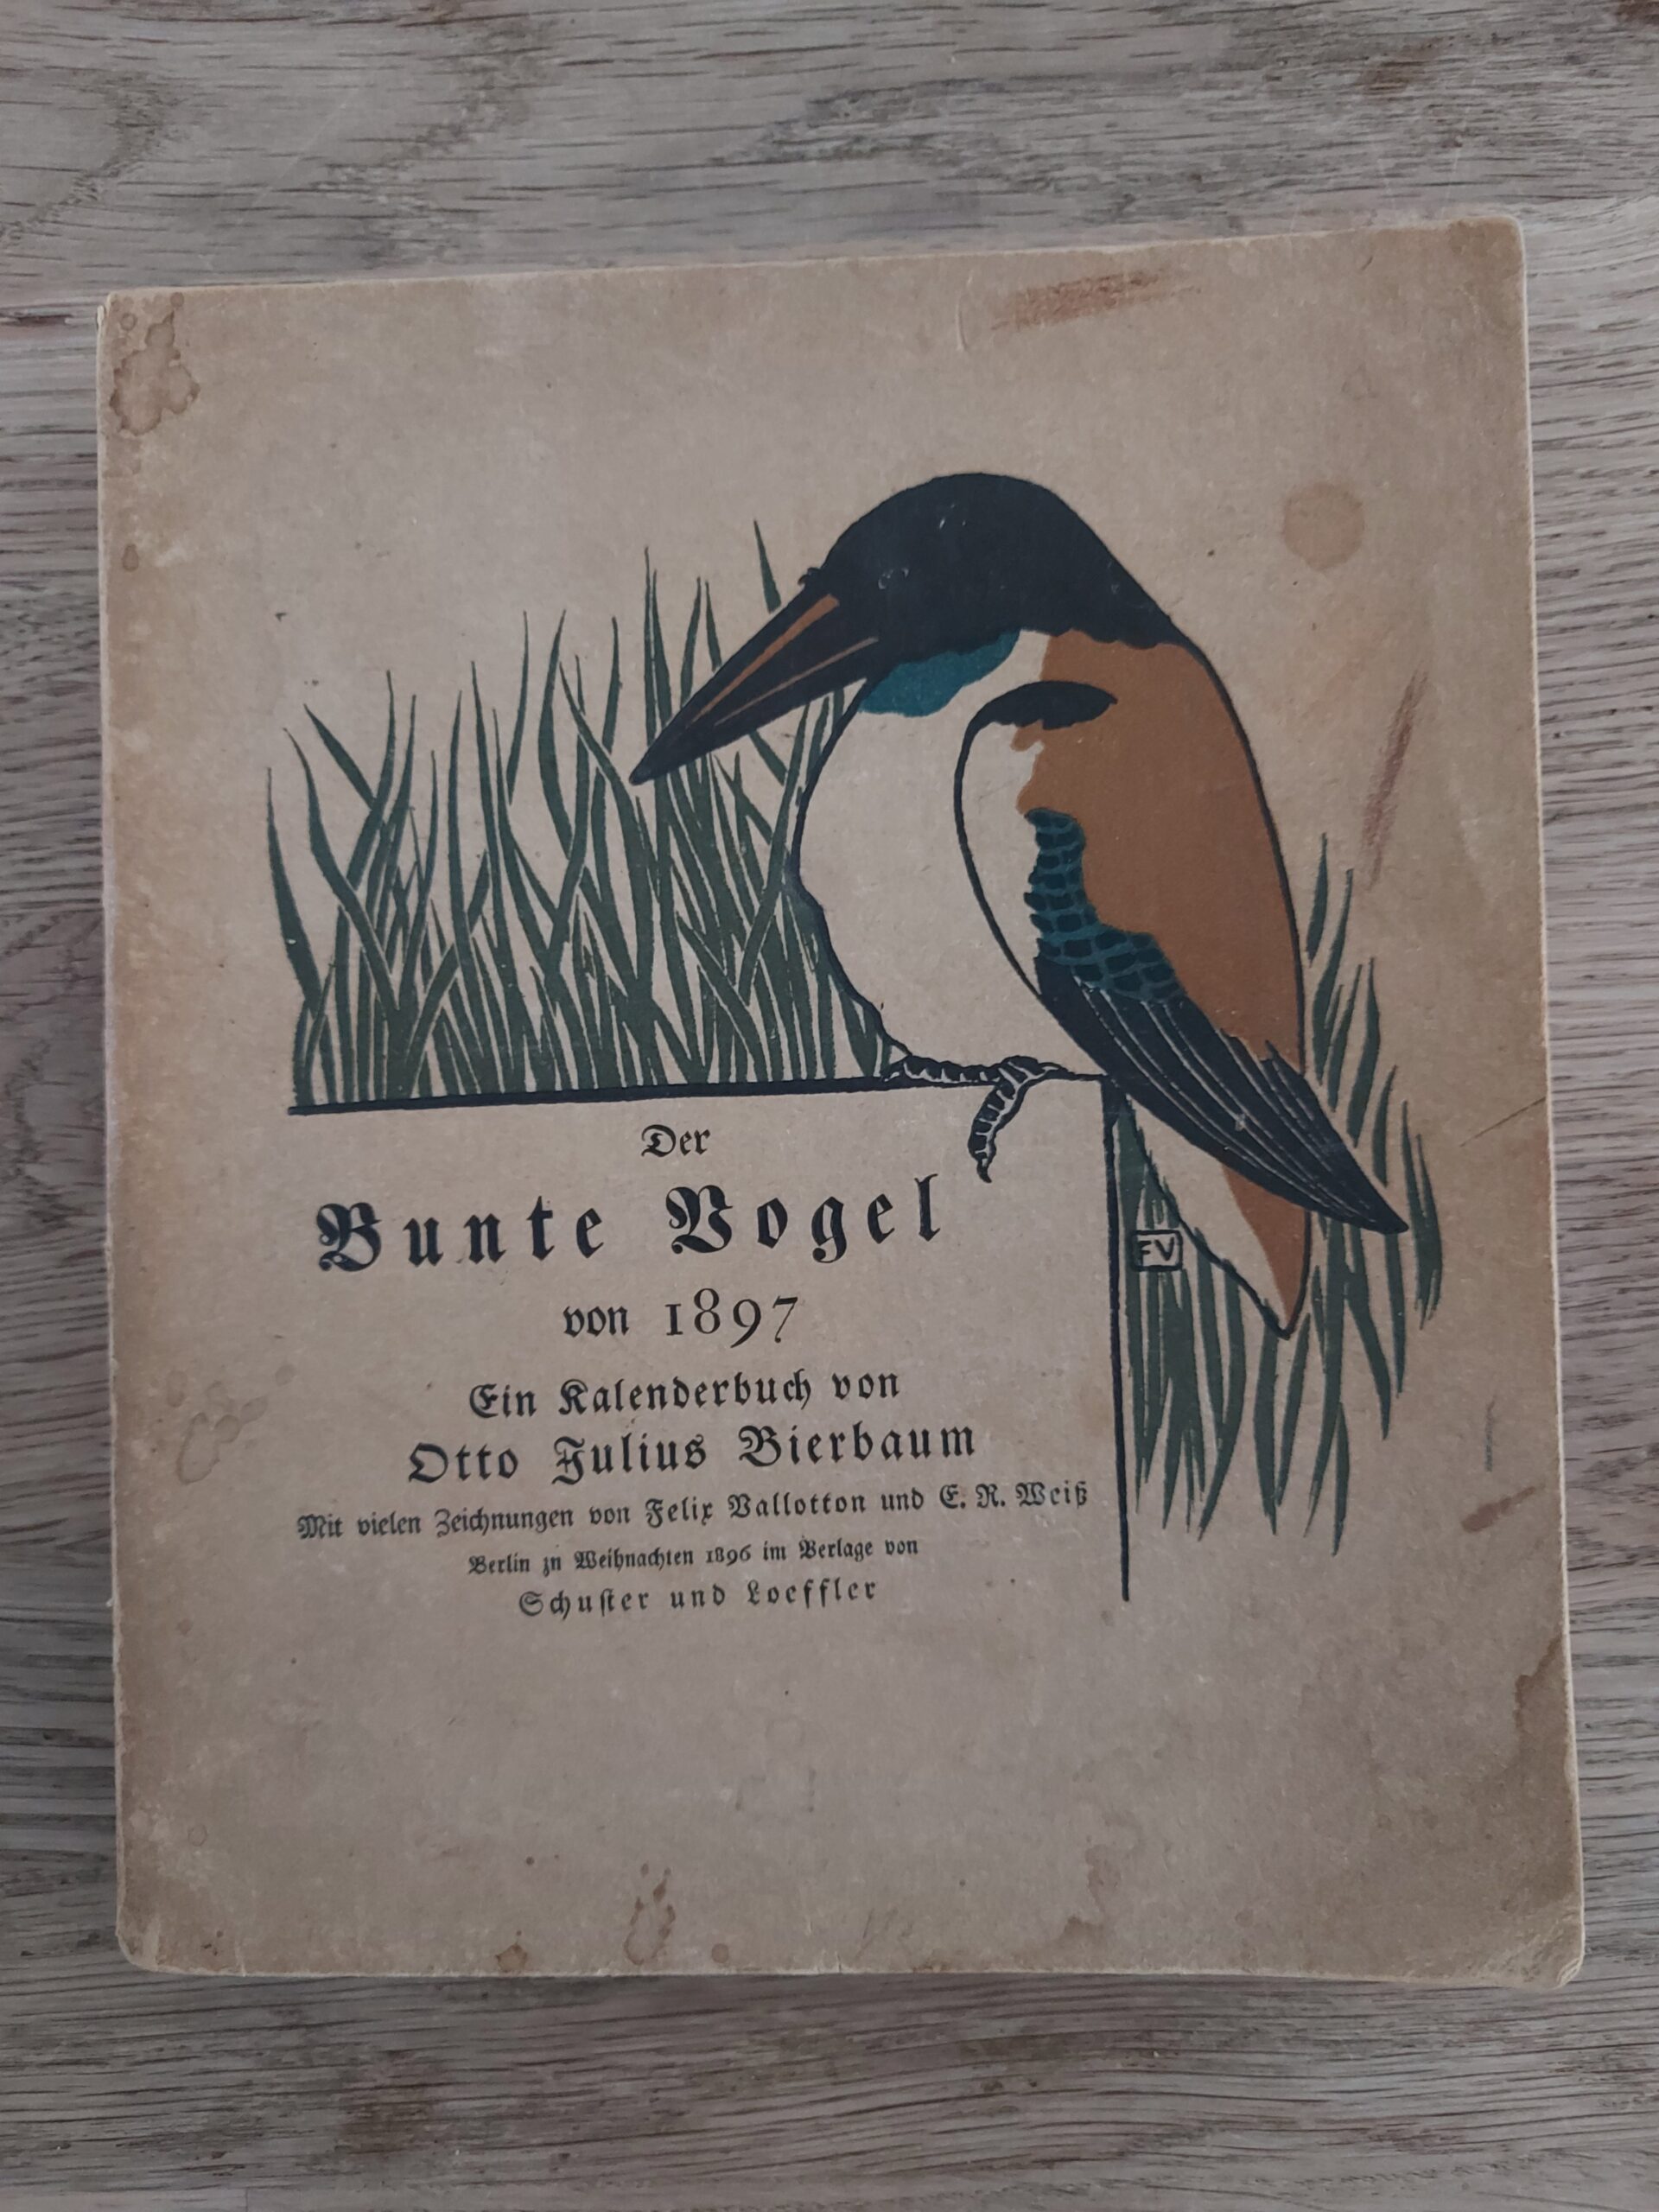 Der
Bunte Vogel
von 1897
Ein Kalenderbuch von
Otto Julius Bierbaum
Mit vielen Zeichnungen von Felix Vallotton und E. R. Weiß
Berlin zu Weihnachten 1896 im Verlage von
Schuſter und Loeffler
FV